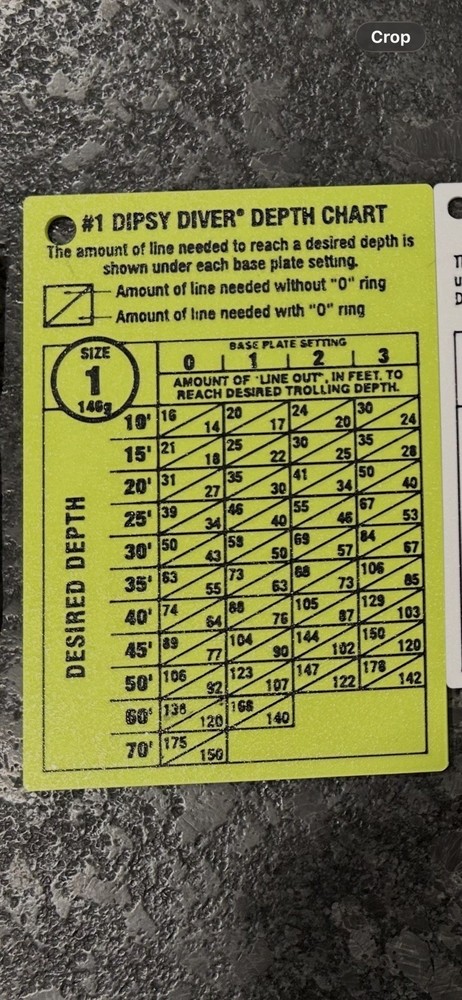 Crop
#1 DIPSY DIVER® DEPTH CHART
The amount of line needed to reach a desired depth is
shown under each base plate setting.
Amount of line needed without "O" ring
Amount of line needed with "O" ring
SIZE
1
146g
BASE PLATE SETTING
0 1 2 3
AMOUNT OF "LINE OUT", IN FEET, TO
REACH DESIRED TROLLING DEPTH.
DESIRED DEPTH
10' 16 14 20 17 24 20 30 24
15' 21 18 25 22 30 25 35 28
20' 31 27 35 30 41 34 50 40
25' 39 34 46 40 55 46 67 53
30' 50 43 50 69 57 84 67
35' 63 55 73 63 73 106 85
40' 74 64 76 105 87 129 103
45' 89 77 104 90 144 102 150 120
50' 106 92 123 107 147 122 178 142
60' 138 120 140
70' 175 150